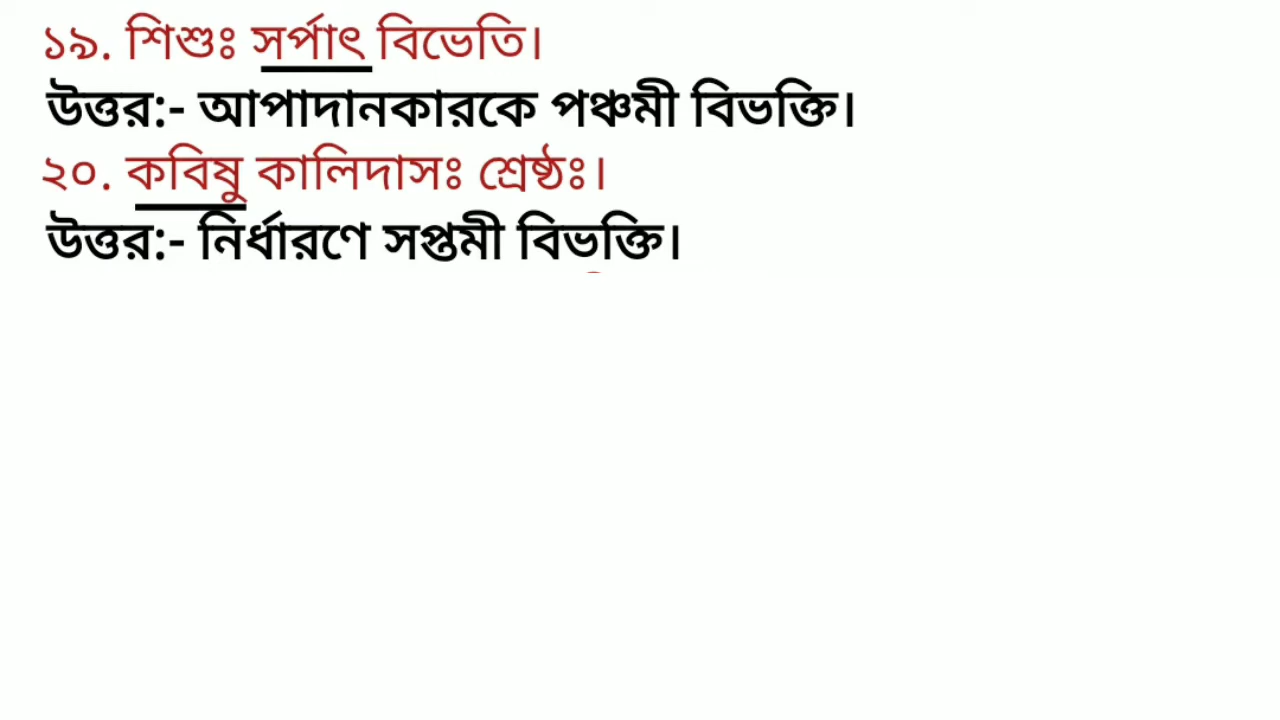 ১৯. শিশুঃ সর্পাৎ বিভেতি।
উত্তর:- আপাদানকারকে পঞ্চমী বিভক্তি।
২০. কবিষু কালিদাসঃ শ্রেষ্ঠঃ।
উত্তর:- নির্ধারণে সপ্তমী বিভক্তি।